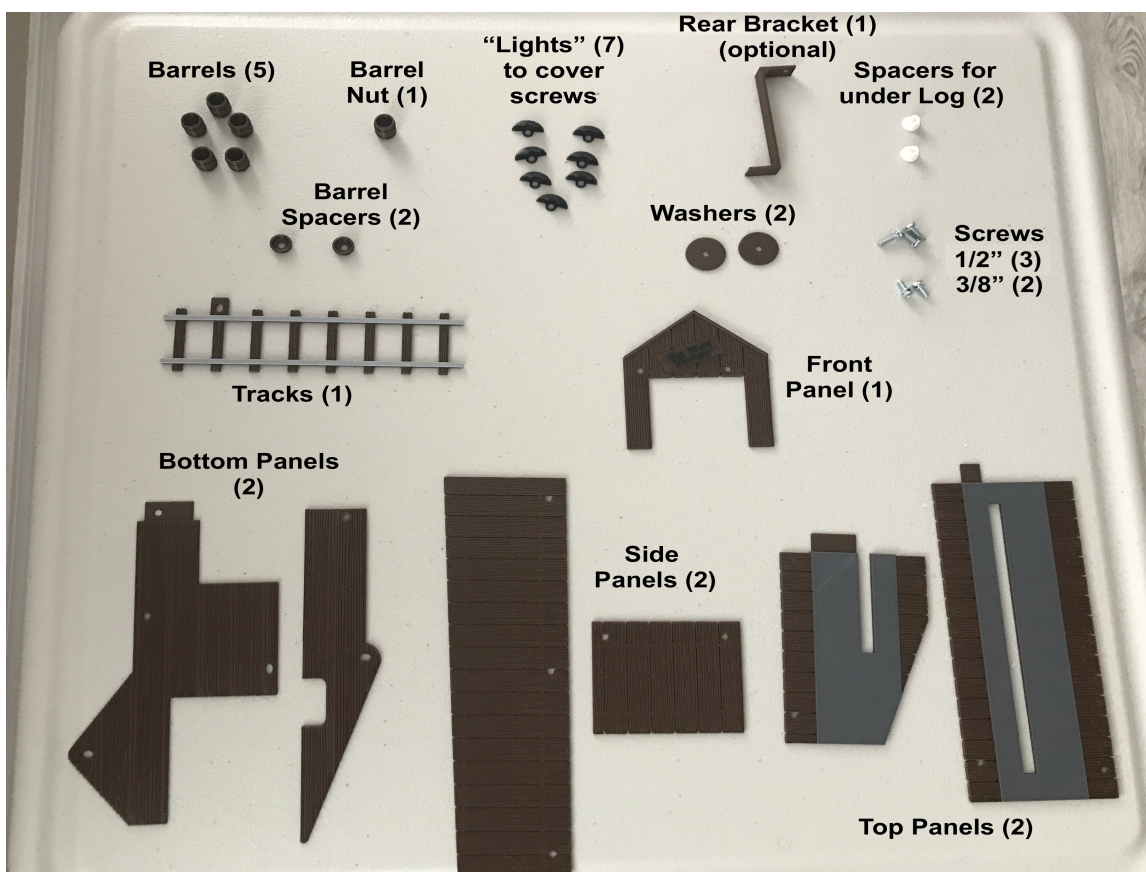 Rear Bracket (1)
(optional)
"Lights" (7)
to cover
screws
Barrels (5)
Barrel
Nut (1)
Spacers for
under Log (2)
Barrel
Spacers (2)
Washers (2)
Screws
1/2” (3)
3/8” (2)
Tracks (1)
Front
Panel (1)
Bottom Panels
(2)
Side
Panels (2)
Top Panels (2)